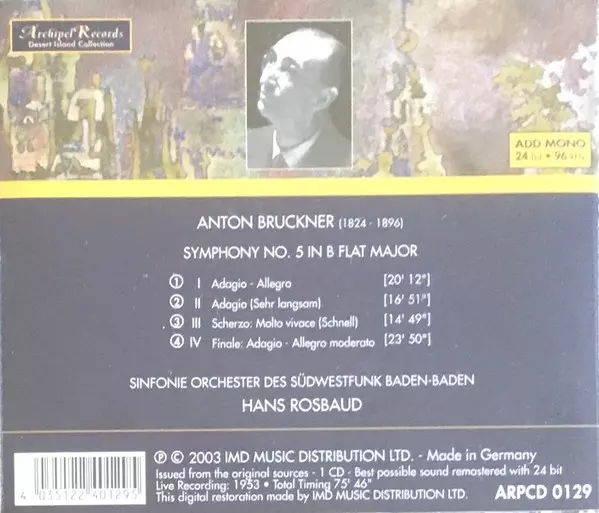 Archipel Records
Desert Island Collection
ADD MONO
24 bit • 96 kHz
ANTON BRUCKNER (1824 - 1896)
SYMPHONY NO. 5 IN B FLAT MAJOR
1 I Adagio - Allegro [20' 12"]
2 II Adagio (Sehr langsam) [16' 51"]
3 III Scherzo: Molto vivace (Schnell) [14' 49"]
4 IV Finale: Adagio - Allegro moderato [23' 50"]
SINFONIE ORCHESTER DES SÜDWESTFUNK BADEN-BADEN
HANS ROSBAUD
℗ © 2003 IMD MUSIC DISTRIBUTION LTD. - Made in Germany
Issued from the original sources - 1 CD - Best possible sound remastered with 24 bit
Live Recording: 1953 • Total Timing 75' 46"
This digital restoration made by IMD MUSIC DISTRIBUTION LTD.
ARPCD 0129
4 035122 401295